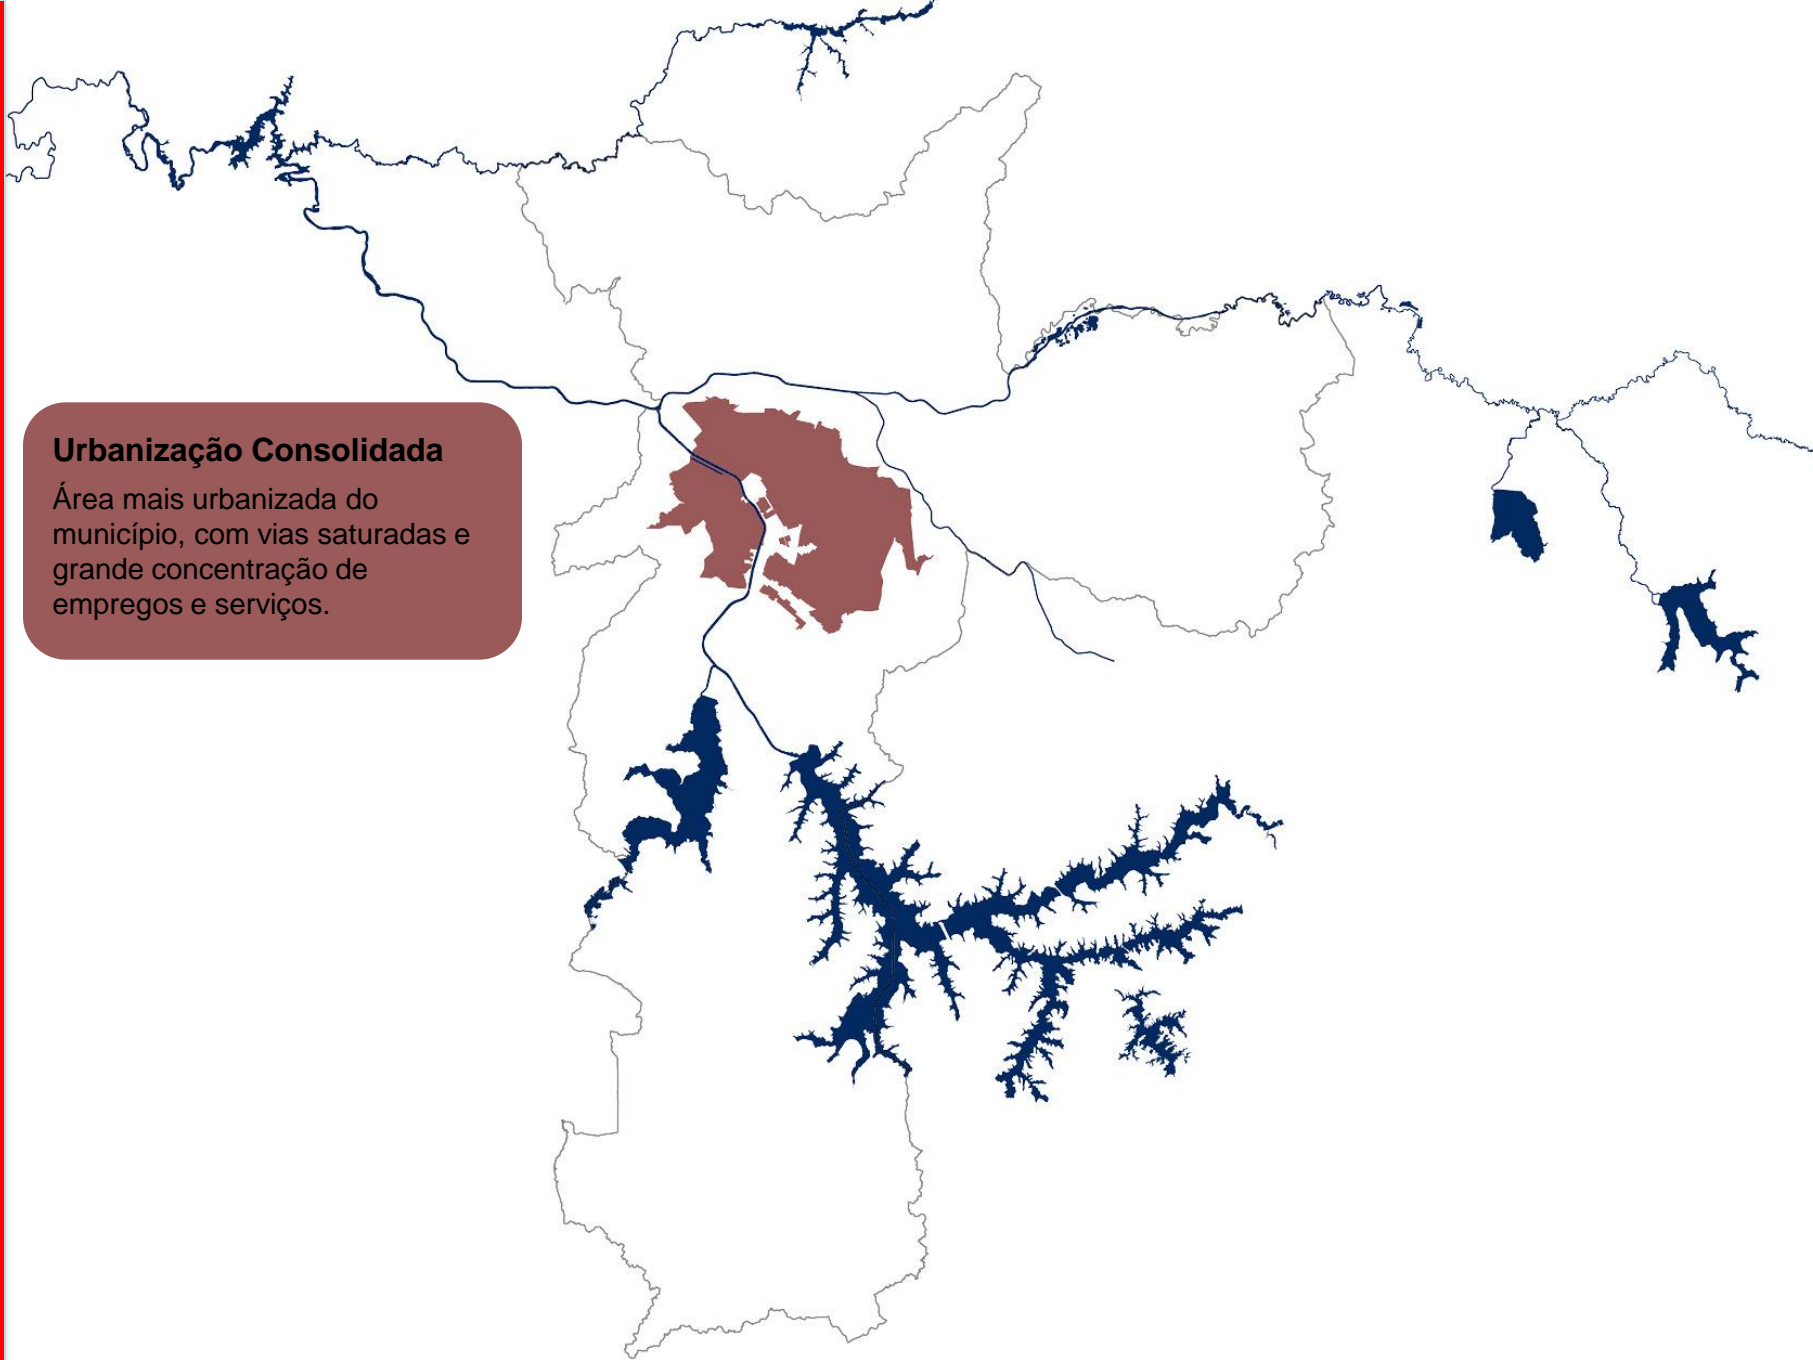 Urbanização Consolidada
Área mais urbanizada do
município, com vias saturadas e
grande concentração de
empregos e serviços.